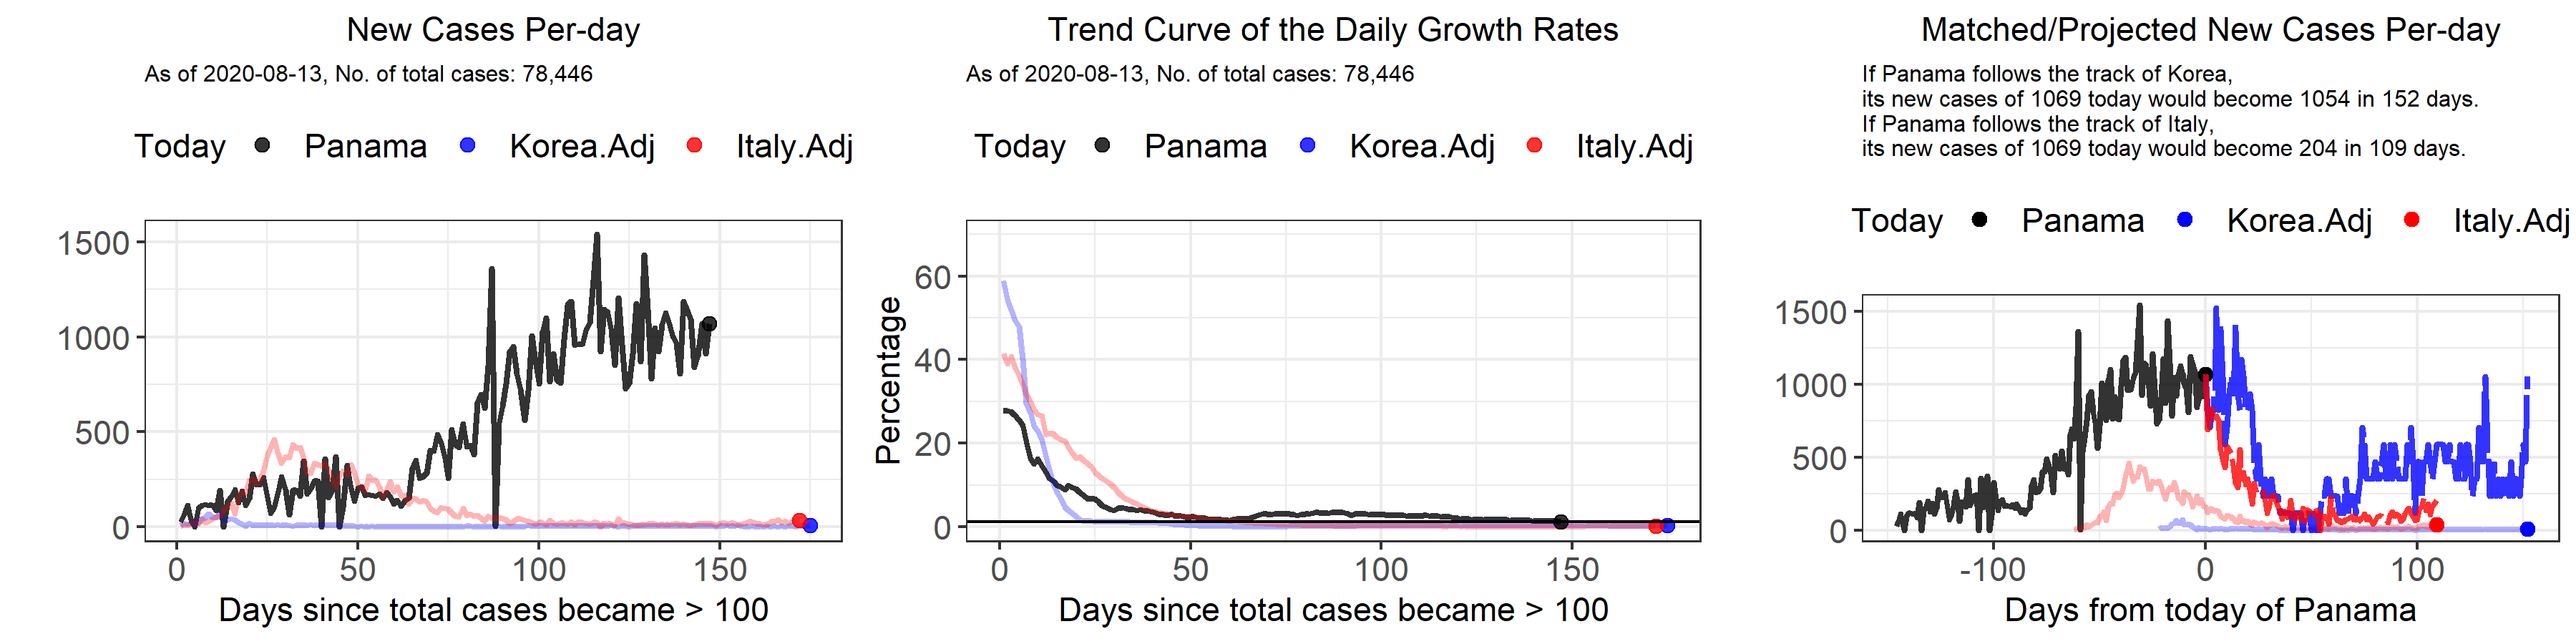 New Cases Per-day
As of 2020-08-13, No. of total cases: 78,446
Today Panama Korea.Adj Italy.Adj
1500
1000
500
0
0 50 100 150
Days since total cases became > 100
Trend Curve of the Daily Growth Rates
As of 2020-08-13, No. of total cases: 78,446
Today Panama Korea.Adj Italy.Adj
Percentage
60
40
20
0
0 50 100 150
Days since total cases became > 100
Matched/Projected New Cases Per-day
If Panama follows the track of Korea,
its new cases of 1069 today would become 1054 in 152 days.
If Panama follows the track of Italy,
its new cases of 1069 today would become 204 in 109 days.
Today Panama Korea.Adj Italy.Adj
1500
1000
500
0
-100 0 100
Days from today of Panama